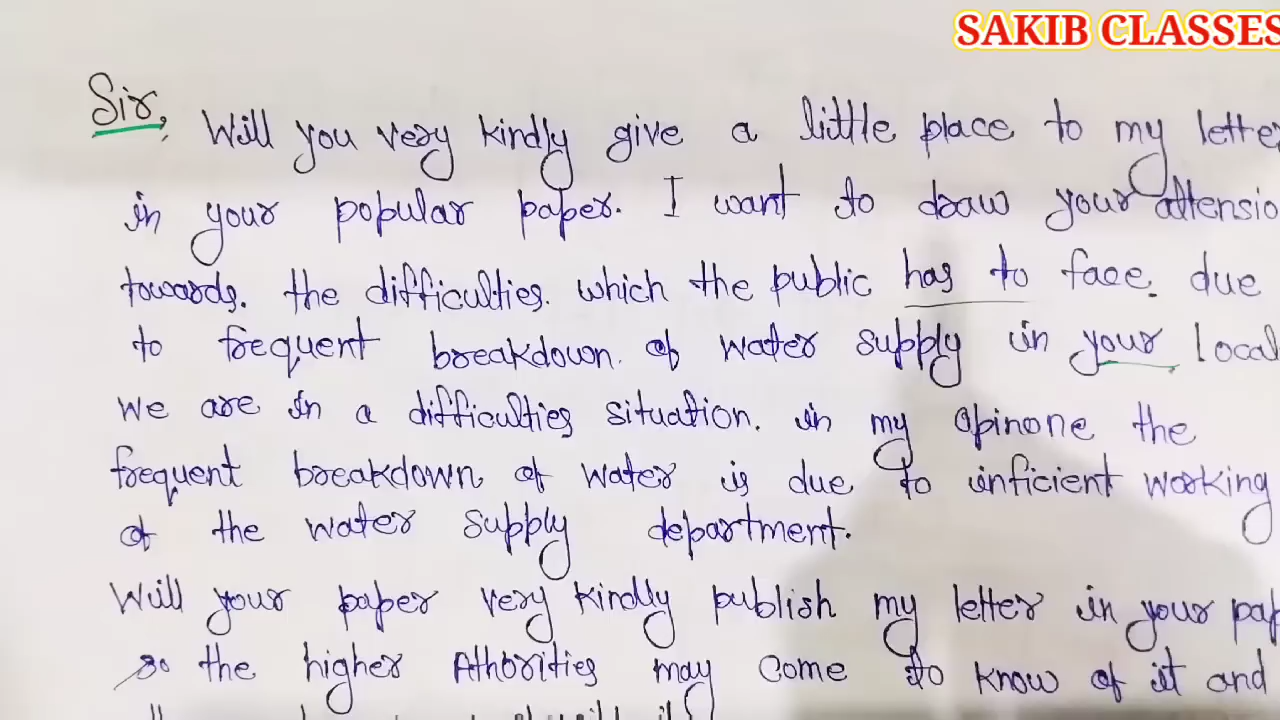 SAKIB CLASSES
Sir,
Will you very kindly give a little place to my letter
in your popular paper. I want to draw your attensio
towards. the difficulties. which the public has to face. due
to frequent breakdown. of water supply in your local
We are in a difficulties situation. in my opinone the
frequent breakdown of water is due to inficient working
of the water supply department.
Will your paper very kindly publish my letter in your pap
so the higher Athorities may come to know of it and